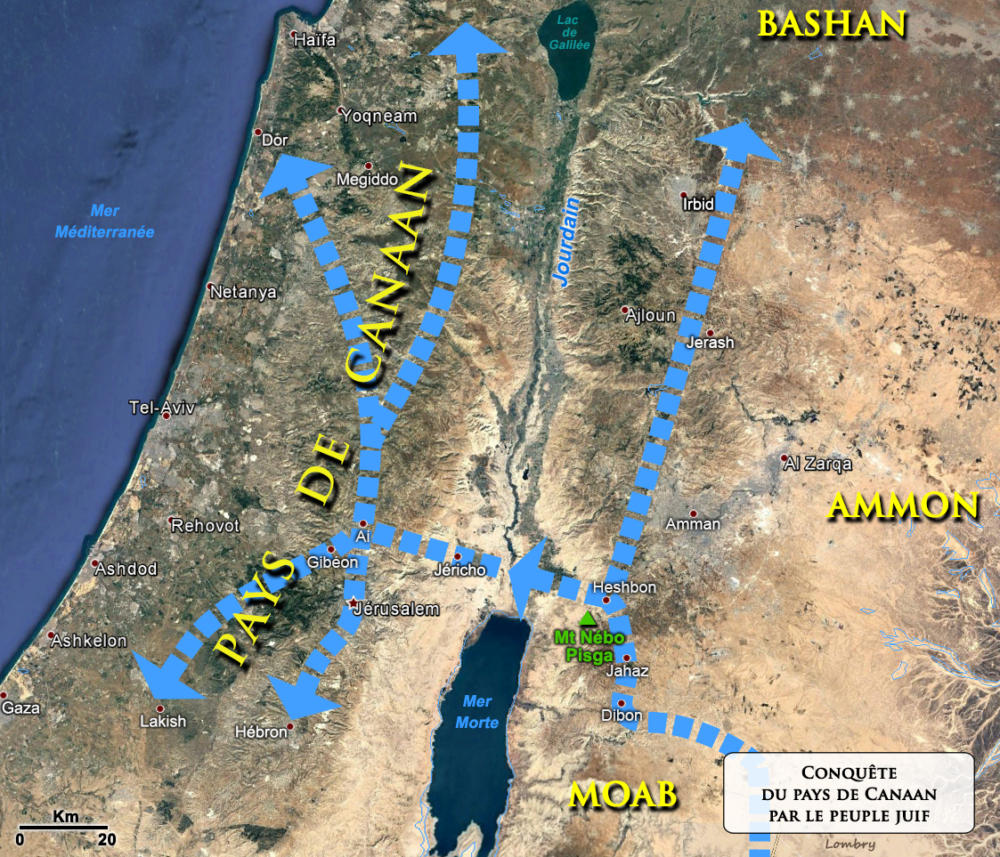 BASHAN
Lac
de
Galilée
Haïfa
Yoqneam
Dor
Megiddo
Irbid
Mer
Méditerranée
Jourdain
Netanya
Ajloun
Jerash
PAYS DE CANAAN
Tel-Aviv
Al Zarqa
AMMON
Amman
Rehovot
Aï
Gibéon
Jéricho
Ashdod
Heshbon
Jérusalem
Mt Nébo
Pisga
Ashkelon
Jahaz
Gaza
Lakish
Hébron
Mer
Morte
Dibon
MOAB
Conquête
du pays de Canaan
par le peuple juif
Km
0 20
Lombry